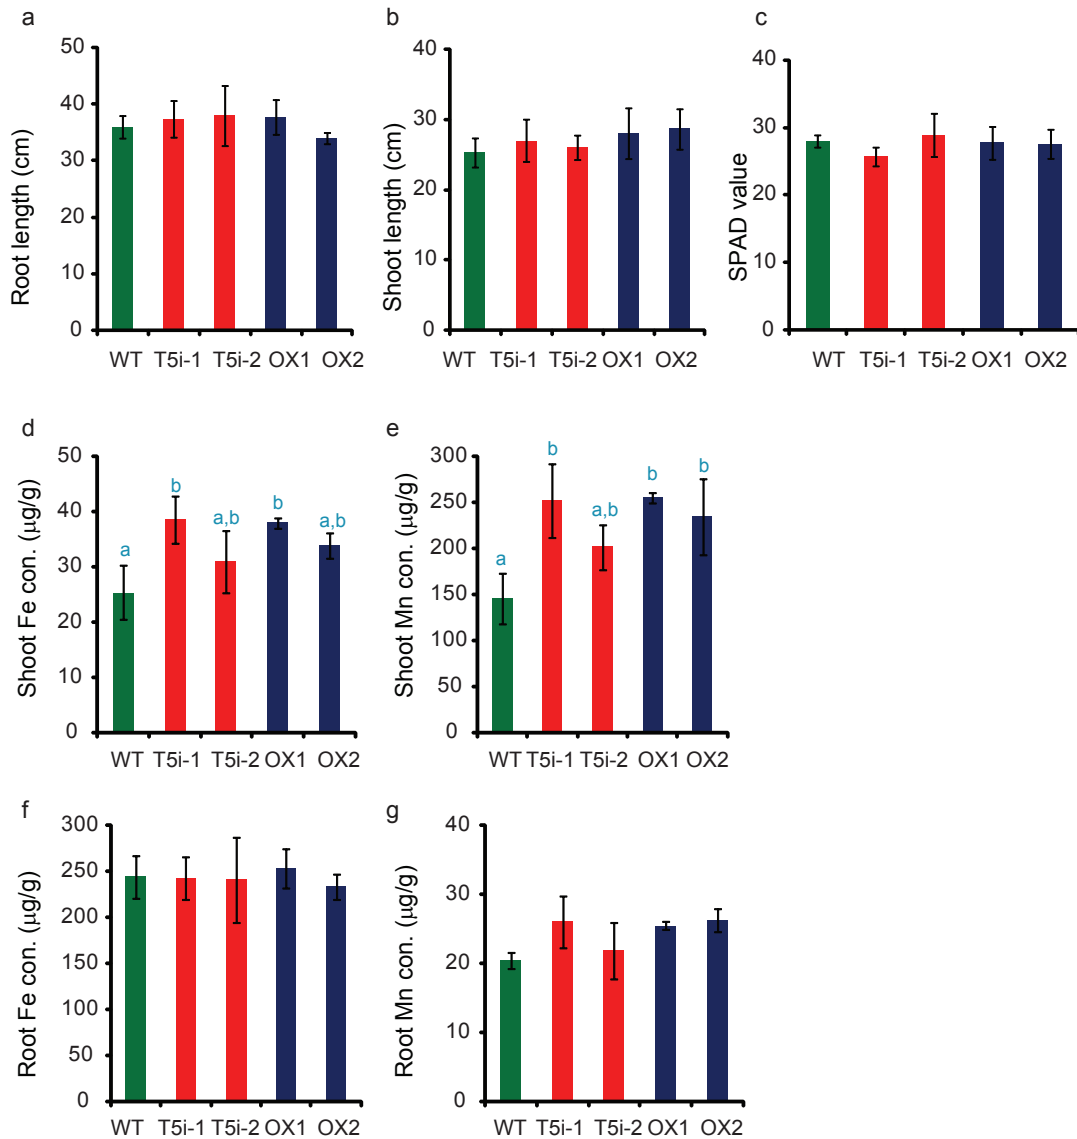 a
Root length (cm)
50
40
30
20
10
0
WT T5i-1 T5i-2 OX1 OX2
b
Shoot length (cm)
40
30
20
10
0
WT T5i-1 T5i-2 OX1 OX2
c
SPAD value
40
30
20
10
0
WT T5i-1 T5i-2 OX1 OX2
d
Shoot Fe con. (μg/g)
50
40
30
20
10
0
a b a,b b a,b
WT T5i-1 T5i-2 OX1 OX2
e
Shoot Mn con. (μg/g)
300
250
200
150
100
50
0
a b a,b b b
WT T5i-1 T5i-2 OX1 OX2
f
Root Fe con. (μg/g)
300
250
200
150
100
50
0
WT T5i-1 T5i-2 OX1 OX2
g
Root Mn con. (μg/g)
40
30
20
10
0
WT T5i-1 T5i-2 OX1 OX2